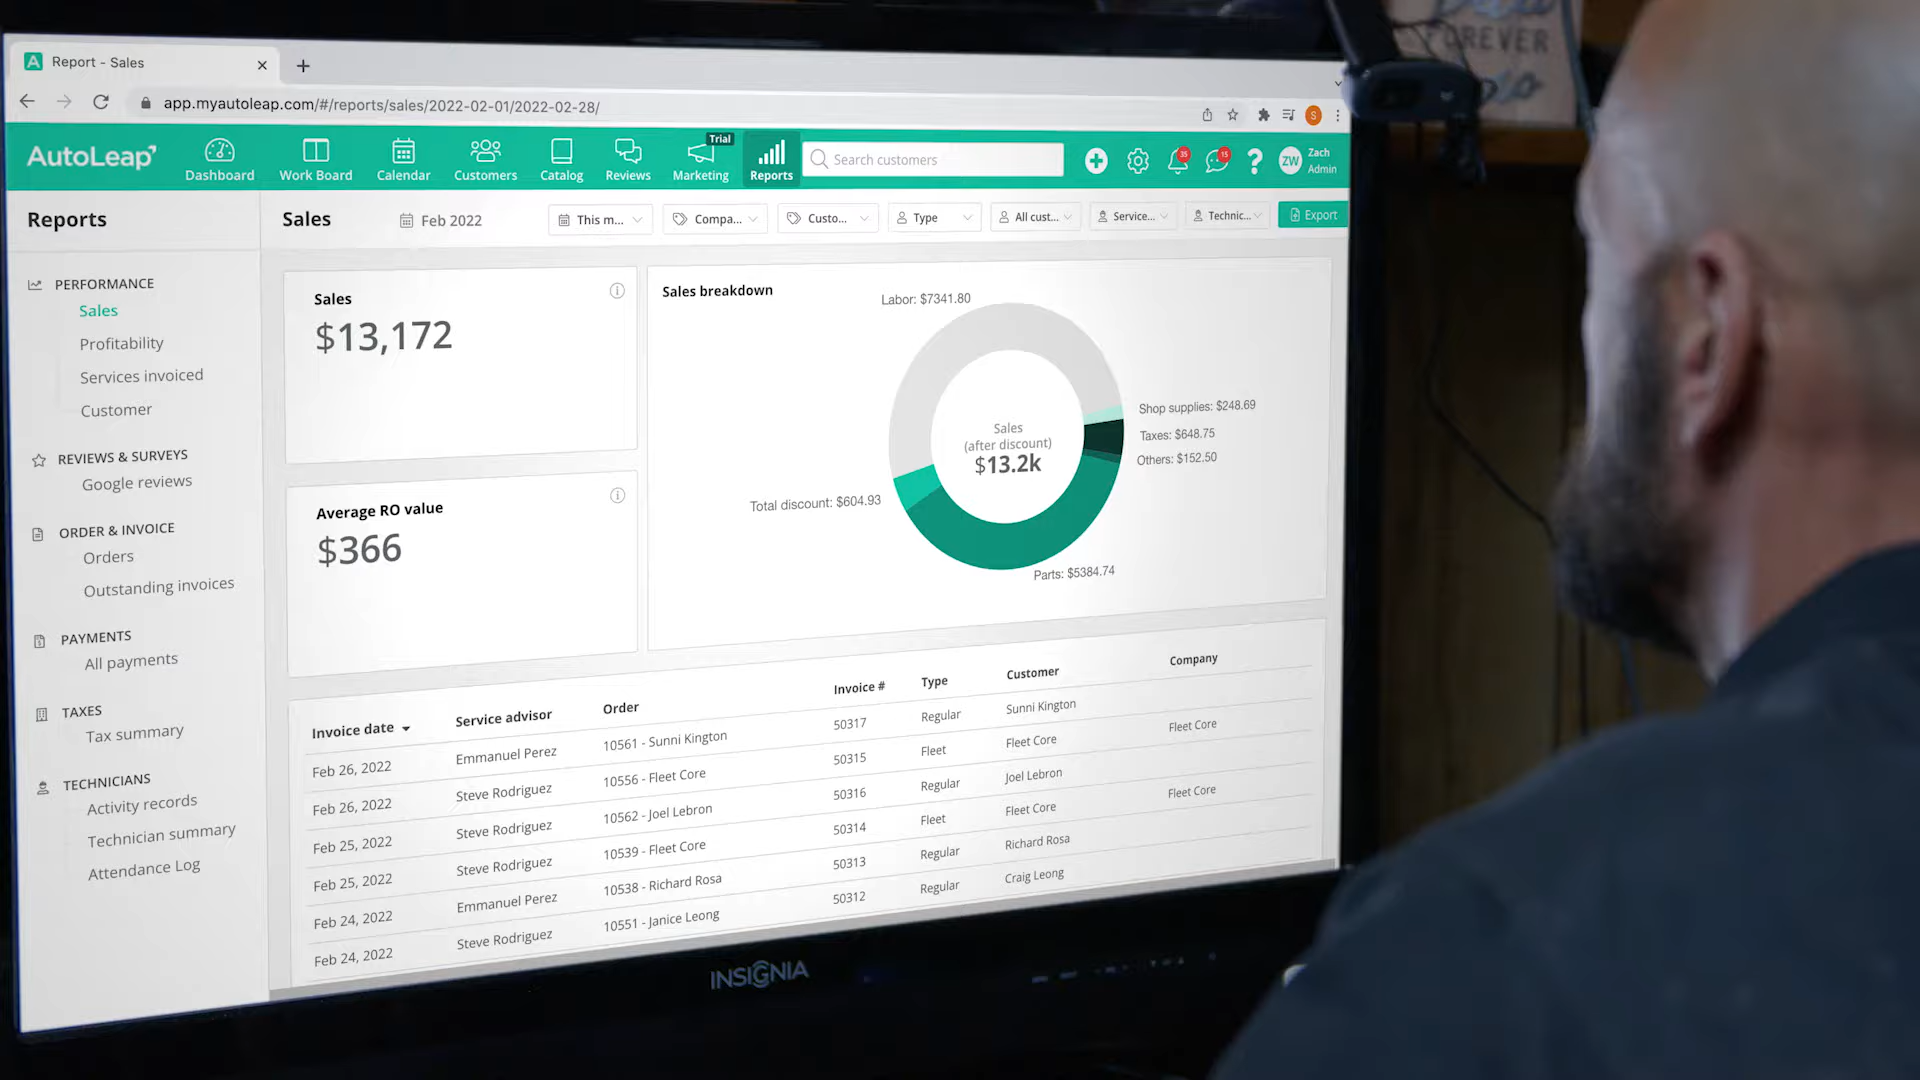 FOREVER
Report - Sales
app.myautoleap.com/#/reports/sales/2022-02-01/2022-02-28/
S
AutoLeap
Dashboard
Work Board
Calendar
Customers
Catalog
Reviews
Trial
Marketing
Reports
Search customers
35
15
ZW
Zach
Admin
Reports
Sales
Feb 2022
This m...
Compa...
Custo...
Type
All cust...
Service...
Technic...
Export
PERFORMANCE
Sales
Profitability
Services invoiced
Customer
REVIEWS & SURVEYS
Google reviews
ORDER & INVOICE
Orders
Outstanding invoices
PAYMENTS
All payments
TAXES
Tax summary
TECHNICIANS
Activity records
Technician summary
Attendance Log
Sales
$13,172
Average RO value
$366
Sales breakdown
Labor: $7341.80
Shop supplies: $248.69
Taxes: $648.75
Others: $152.50
Total discount: $604.93
Parts: $5384.74
Sales
(after discount)
$13.2k
Invoice date Service advisor Order Invoice # Type Customer Company
Feb 26, 2022 Emmanuel Perez 10561 - Sunni Kington 50317 Regular Sunni Kington
Feb 26, 2022 Steve Rodriguez 10556 - Fleet Core 50315 Fleet Fleet Core Fleet Core
Feb 25, 2022 Steve Rodriguez 10562 - Joel Lebron 50316 Regular Joel Lebron
Feb 25, 2022 Steve Rodriguez 10539 - Fleet Core 50314 Fleet Fleet Core Fleet Core
Feb 24, 2022 Emmanuel Perez 10538 - Richard Rosa 50313 Regular Richard Rosa
Feb 24, 2022 Steve Rodriguez 10551 - Janice Leong 50312 Regular Craig Leong
INSIGNIA